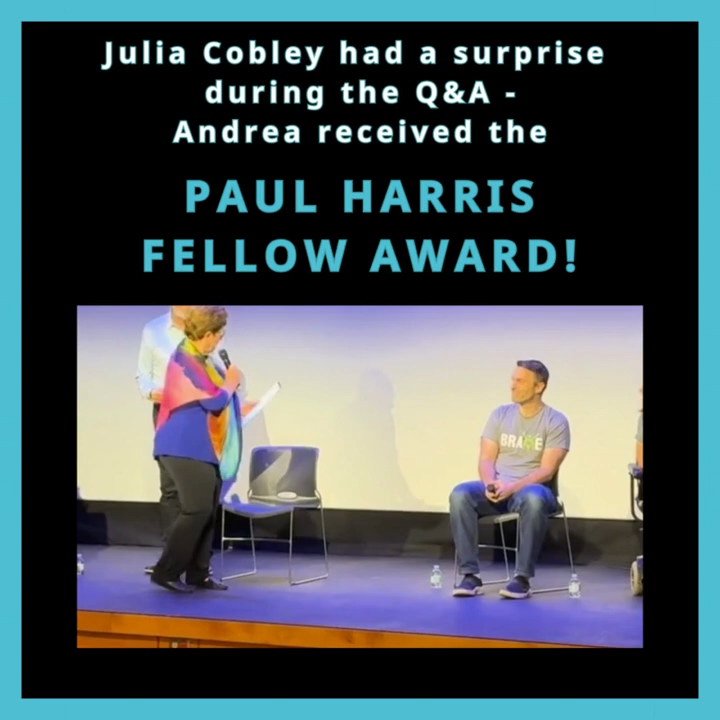 Julia Cobley had a surprise
during the Q&A -
Andrea received the
PAUL HARRIS
FELLOW AWARD!